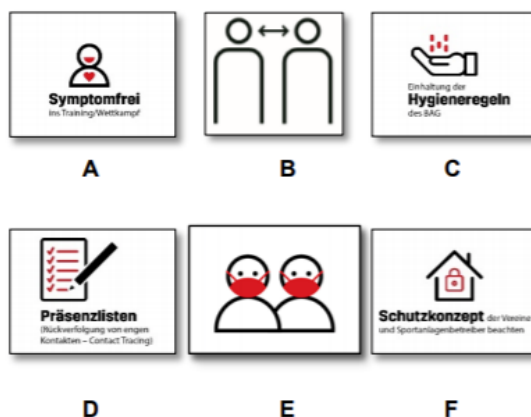 Symptomfrei
ins Training/Wettkampf
Einhaltung der
Hygieneregeln
des BAG
A
B
C
Präsenzlisten
(Rückverfolgung von engen
Kontakten – Contact Tracing)
Schutzkonzept der Vereine
und Sportanlagenbetreiber beachten
D
E
F